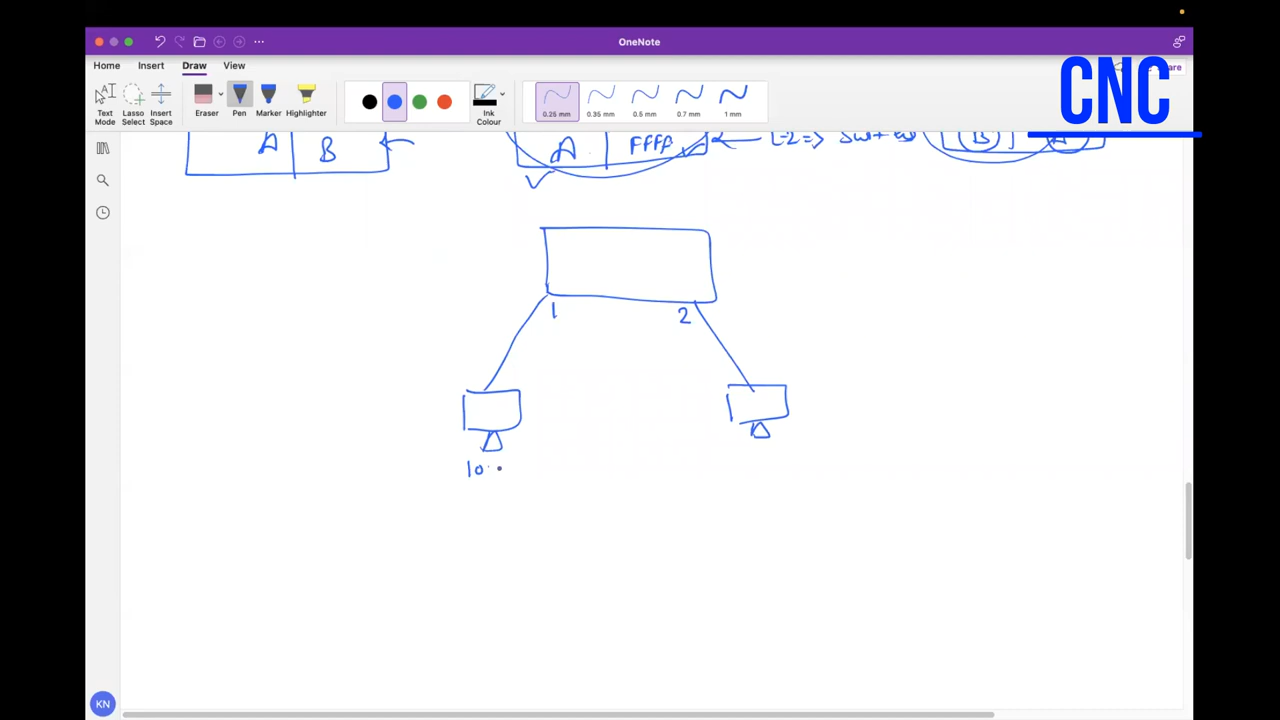 OneNote
Home Insert Draw View
CNC
Text Mode Lasso Select Insert Space Eraser Pen Marker Highlighter Ink Colour 0.25 mm 0.35 mm 0.5 mm 0.7 mm 1 mm
A B A FFFF B
1 2
10.
KN